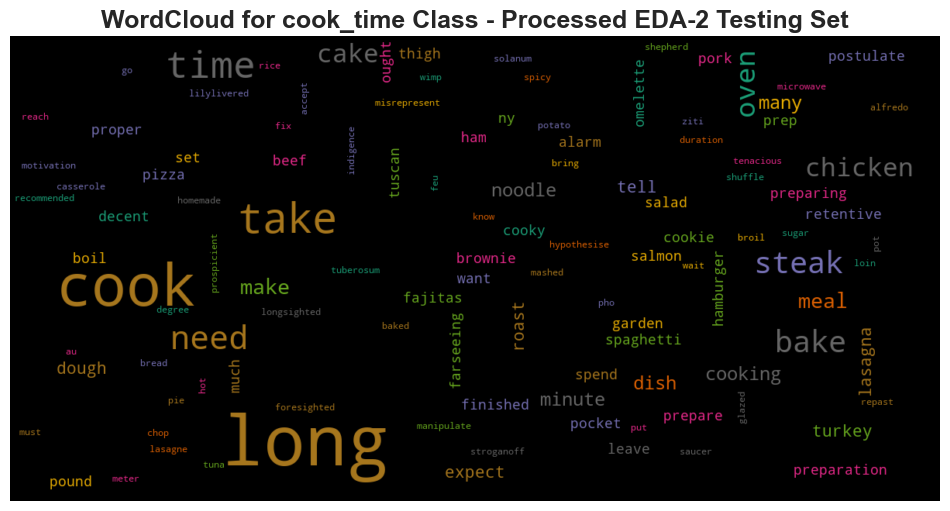 WordCloud for cook_time Class - Processed EDA-2 Testing Set
time
cake
ought
thigh
solanum
shepherd
pork
oven
postulate
go
rice
lilylivered
accept
wimp
spicy
omelette
microwave
many
alfredo
misrepresent
reach
proper
fix
ny
potato
prep
ham
alarm
ziti
duration
set
beef
indigence
tuscan
bring
tenacious
chicken
motivation
pizza
casserole
feu
noodle
tell
shuffle
preparing
recommended
homemade
salad
retentive
decent
take
know
cooky
cookie
broil
sugar
pot
hypothesise
boil
prospicient
brownie
salmon
wait
steak
loin
cook
tuberosum
want
mashed
hamburger
make
degree
longsighted
fajitas
pho
meal
need
baked
farseeing
roast
garden
spaghetti
bake
au
bread
dough
much
lasagna
hot
spend
dish
cooking
pie
foresighted
finished
minute
glazed
repast
long
pocket
prepare
must
chop
manipulate
put
turkey
lasagne
stroganoff
leave
saucer
tuna
pound
meter
expect
preparation